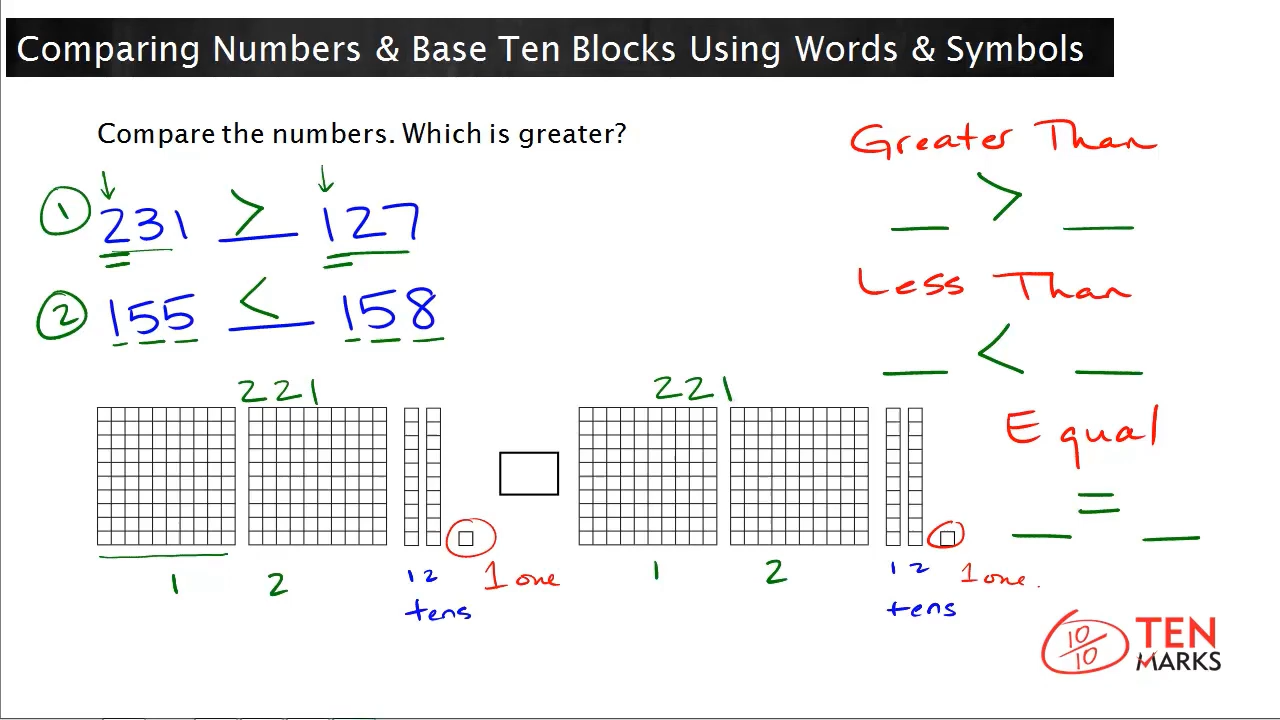 Comparing Numbers & Base Ten Blocks Using Words & Symbols
Compare the numbers. Which is greater?
1 231 > 127
2 155 < 158
221 221
1 2 1 2 1 one 1 2 1 2 1 one.
tens tens
Greater Than
>
Less Than
<
Equal
=
10/10 TEN
MARKS